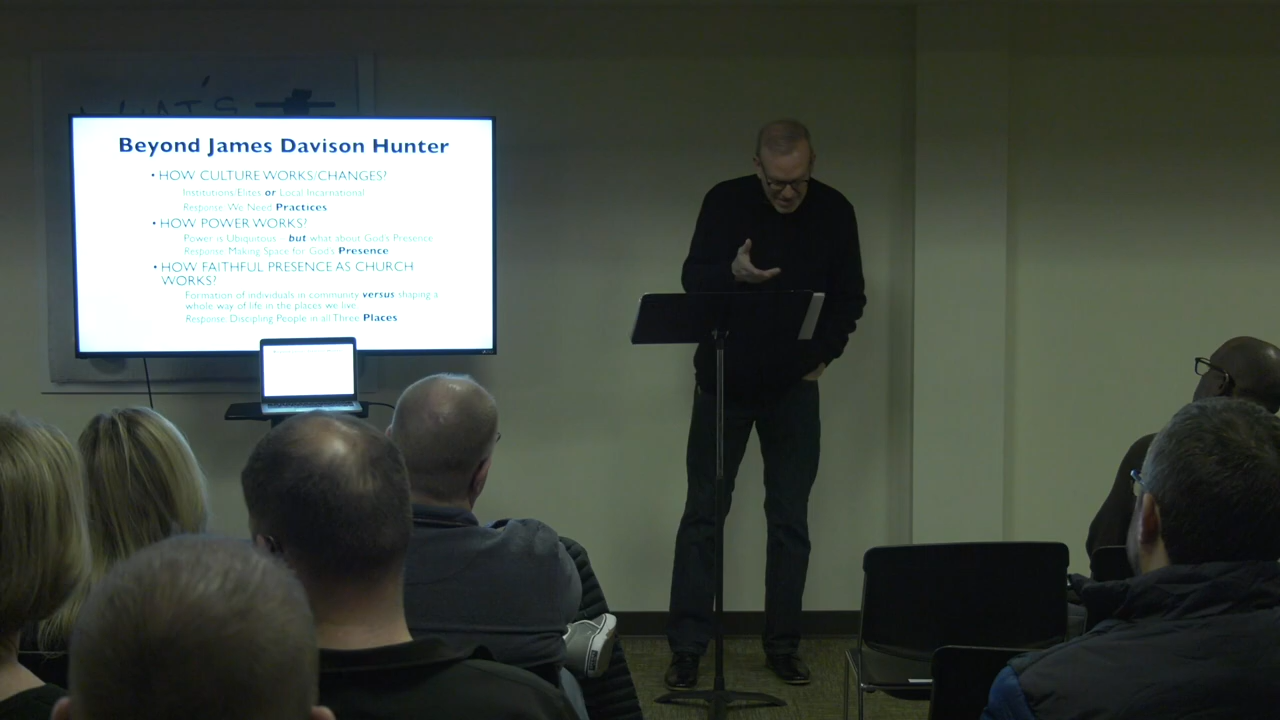 WHAT'S
Beyond James Davison Hunter
• HOW CULTURE WORKS/CHANGES?
Institutions/Elites or Local Incarnational
Response: We Need Practices
• HOW POWER WORKS?
Power is Ubiquitous but what about God's Presence
Response: Making Space for God's Presence
• HOW FAITHFUL PRESENCE AS CHURCH
WORKS?
Formation of individuals in community versus shaping a
whole way of life in the places we live
Response: Discipling People in all Three Places